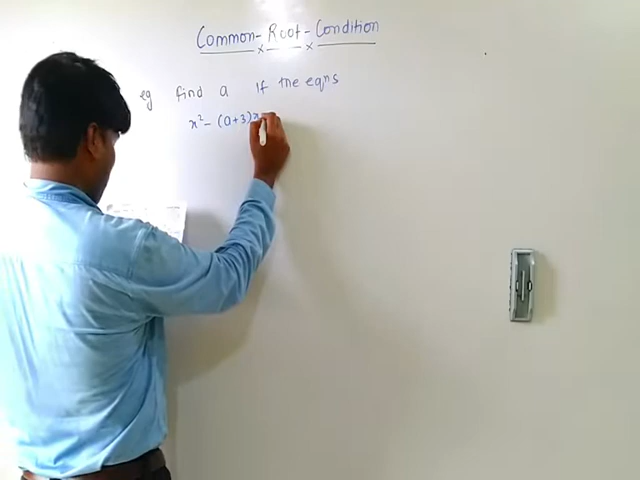 Common-Root-Condition
eg find a if the eqns
x² - (a+3)x